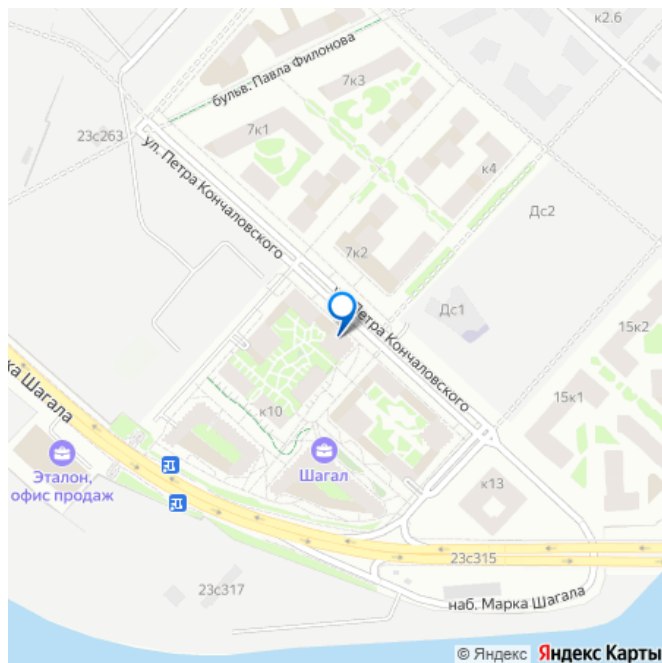 к2.6
бульв. Павла Филонова
7к3
7к1
23с263
ул. Петра Кончаловского
к4
Дс2
7к2
Петра Кончаловского
Дс1
15к2
15к1
ка Шагала
к10
Шагал
Эталон,
офис продаж
к13
23с315
23с317
наб. Марка Шагала
© Яндекс Яндекс Карты